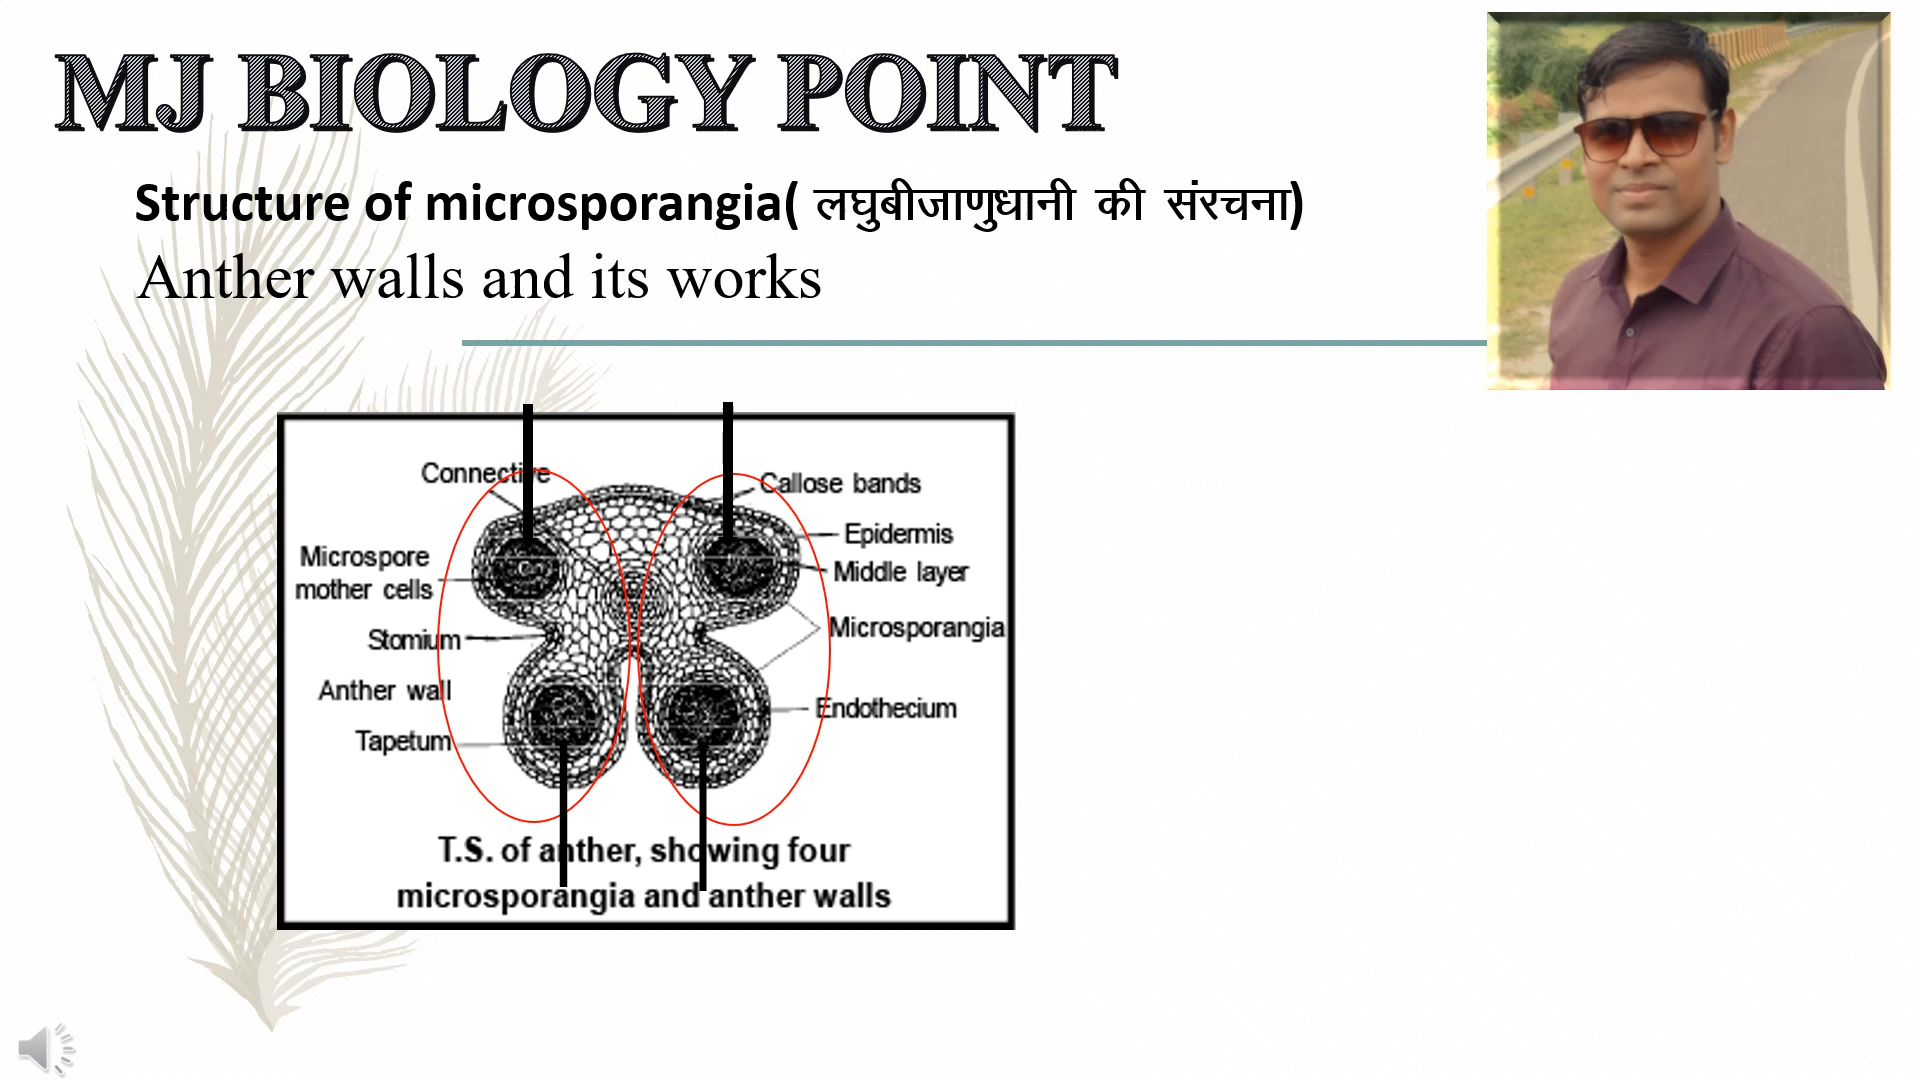 MJ BIOLOGY POINT
Structure of microsporangia( लघुबीजाणुधानी की संरचना)
Anther walls and its works
Connective
Callose bands
Epidermis
Microspore
mother cells
Middle layer
Stomium
Microsporangia
Anther wall
Endothecium
Tapetum
T.S. of anther, showing four
microsporangia and anther walls